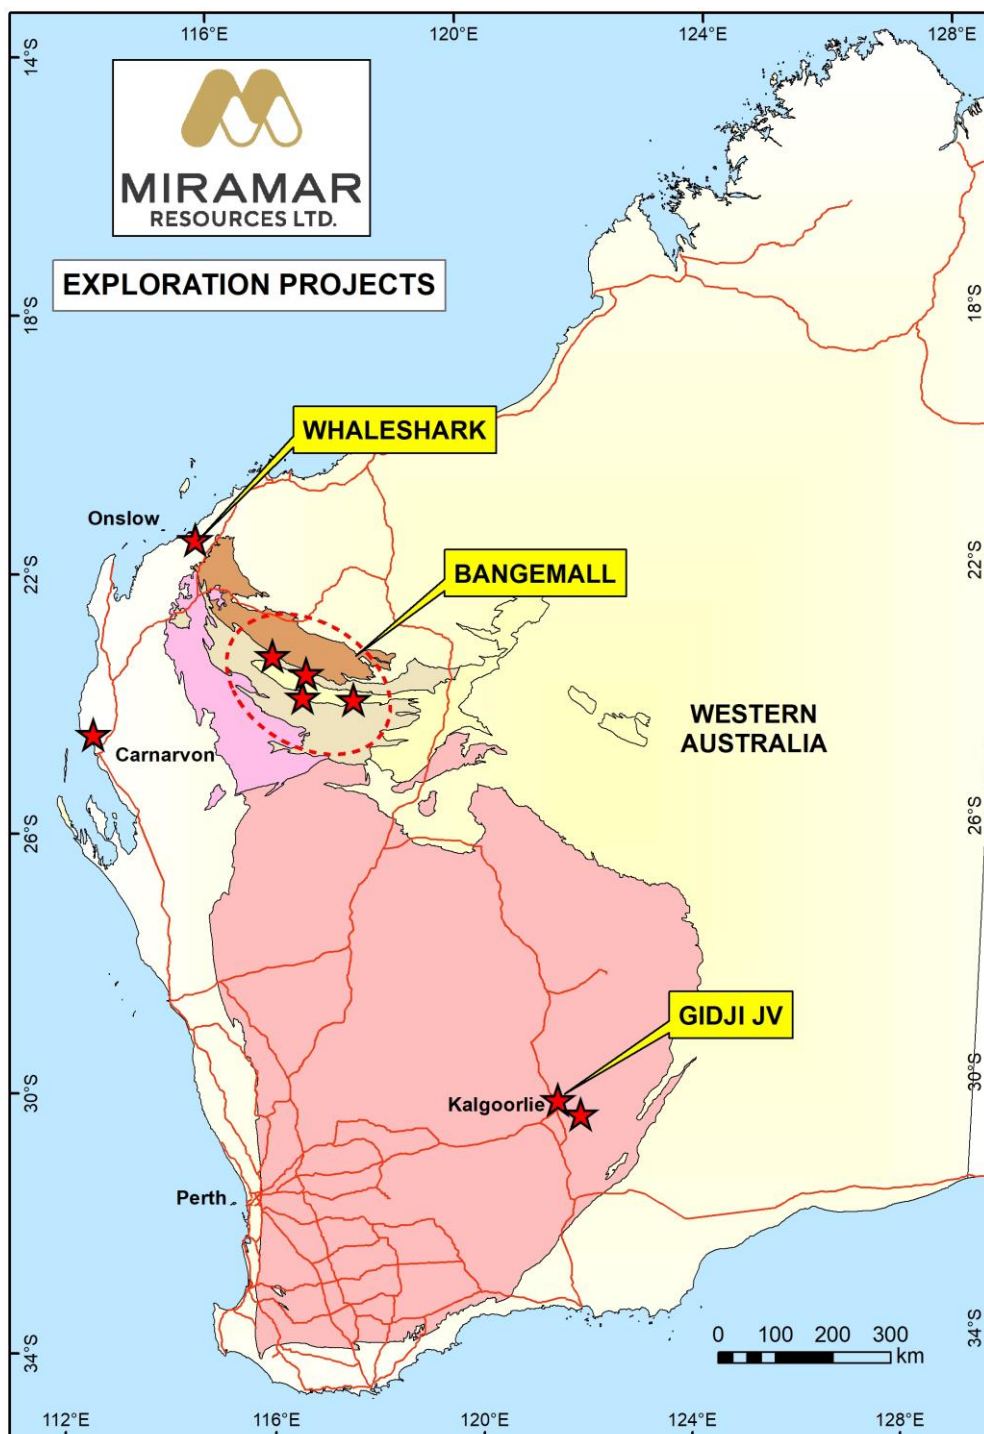 116°E
120°E
124°E
128°E
14°S
MIRAMAR
RESOURCES LTD.
EXPLORATION PROJECTS
18°S
18°S
WHALESHARK
Onslow
22°S
22°S
BANGEMALL
WESTERN
AUSTRALIA
Carnarvon
26°S
26°S
GIDJI JV
30°S
30°S
Kalgoorlie
Perth
34°S
34°S
0 100 200 300
km
112°E
116°E
120°E
124°E
128°E